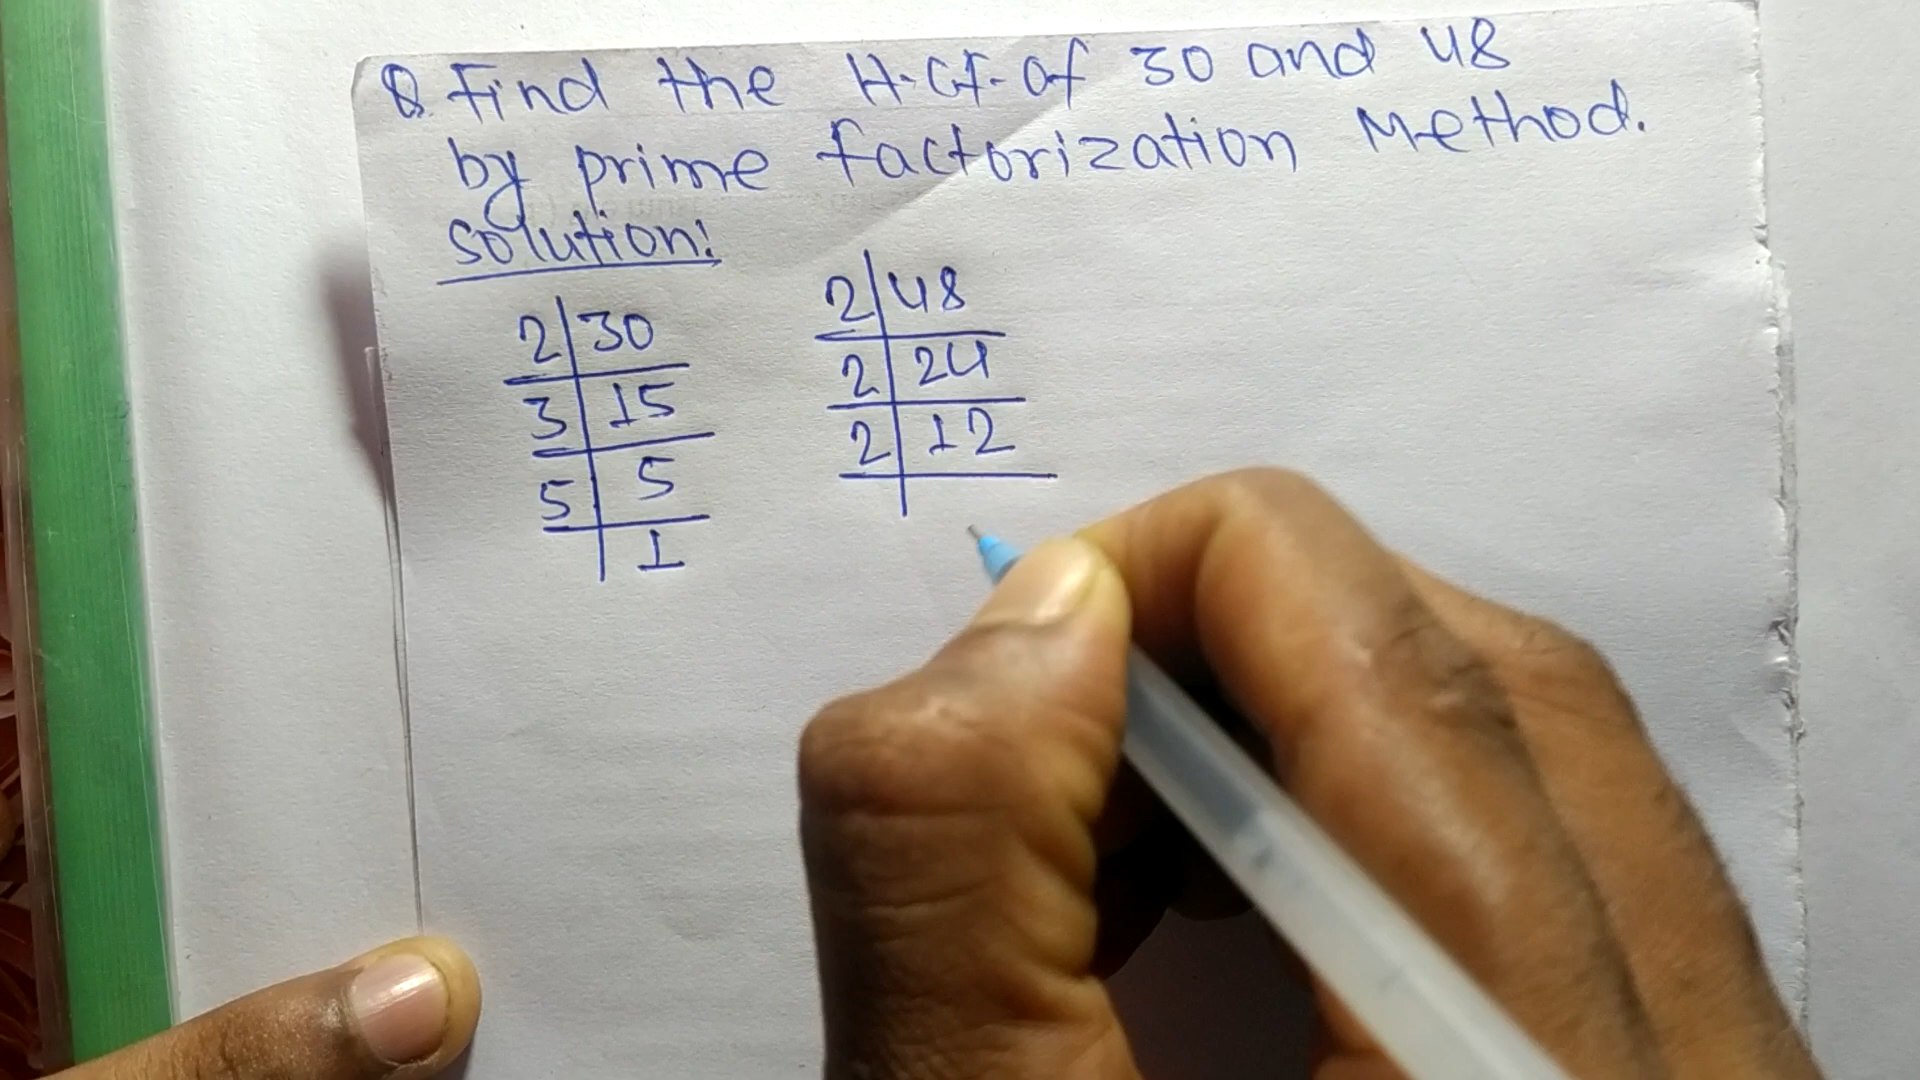 Q. Find the H.C.F. of 30 and 48
by prime factorization Method.
Solution:
2 30
3 15
5 5
1
2 48
2 24
2 12